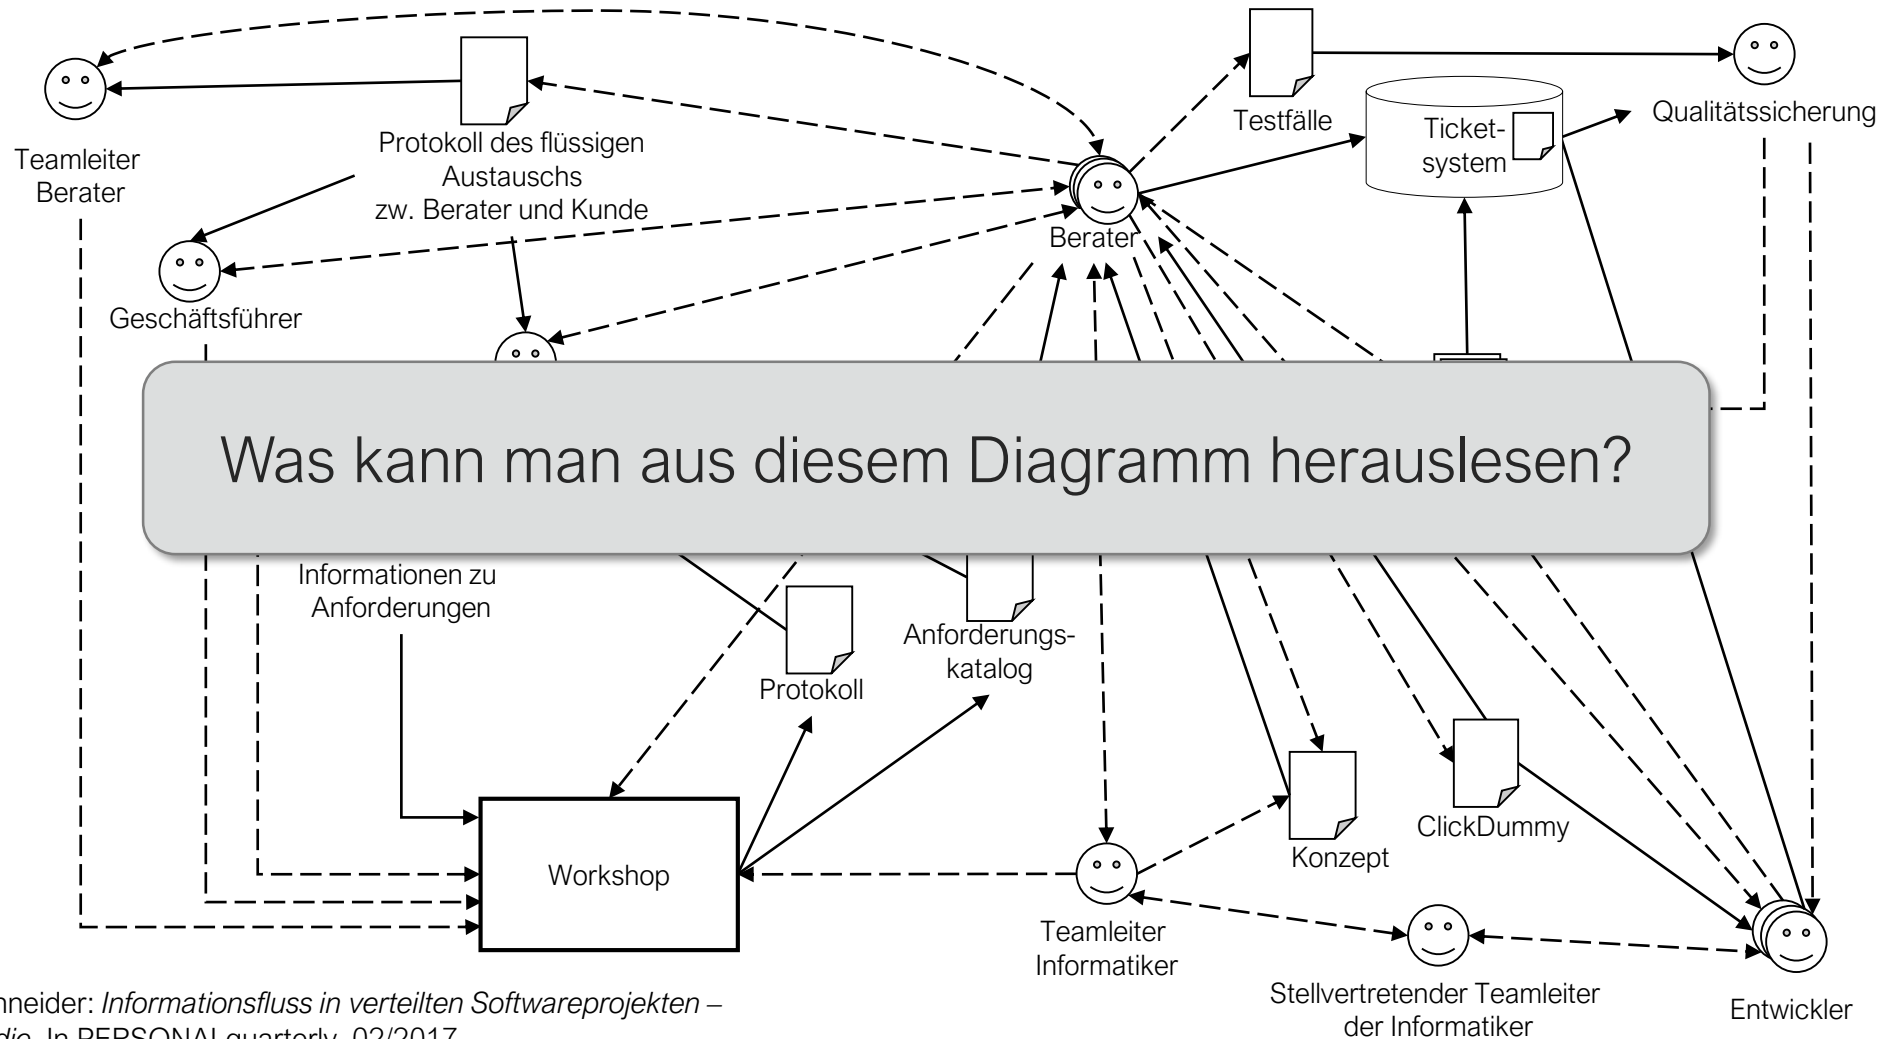 Testfälle
Ticket-
system
Qualitätssicherung
Teamleiter
Berater
Protokoll des flüssigen
Austauschs
zw. Berater und Kunde
Berater
Geschäftsführer
Was kann man aus diesem Diagramm herauslesen?
Informationen zu
Anforderungen
Protokoll
Anforderungs-
katalog
Workshop
Konzept
ClickDummy
Teamleiter
Informatiker
Stellvertretender Teamleiter
der Informatiker
Entwickler
hneider: Informationsfluss in verteilten Softwareprojekten –
In PERSONALquarterly, 02/2017